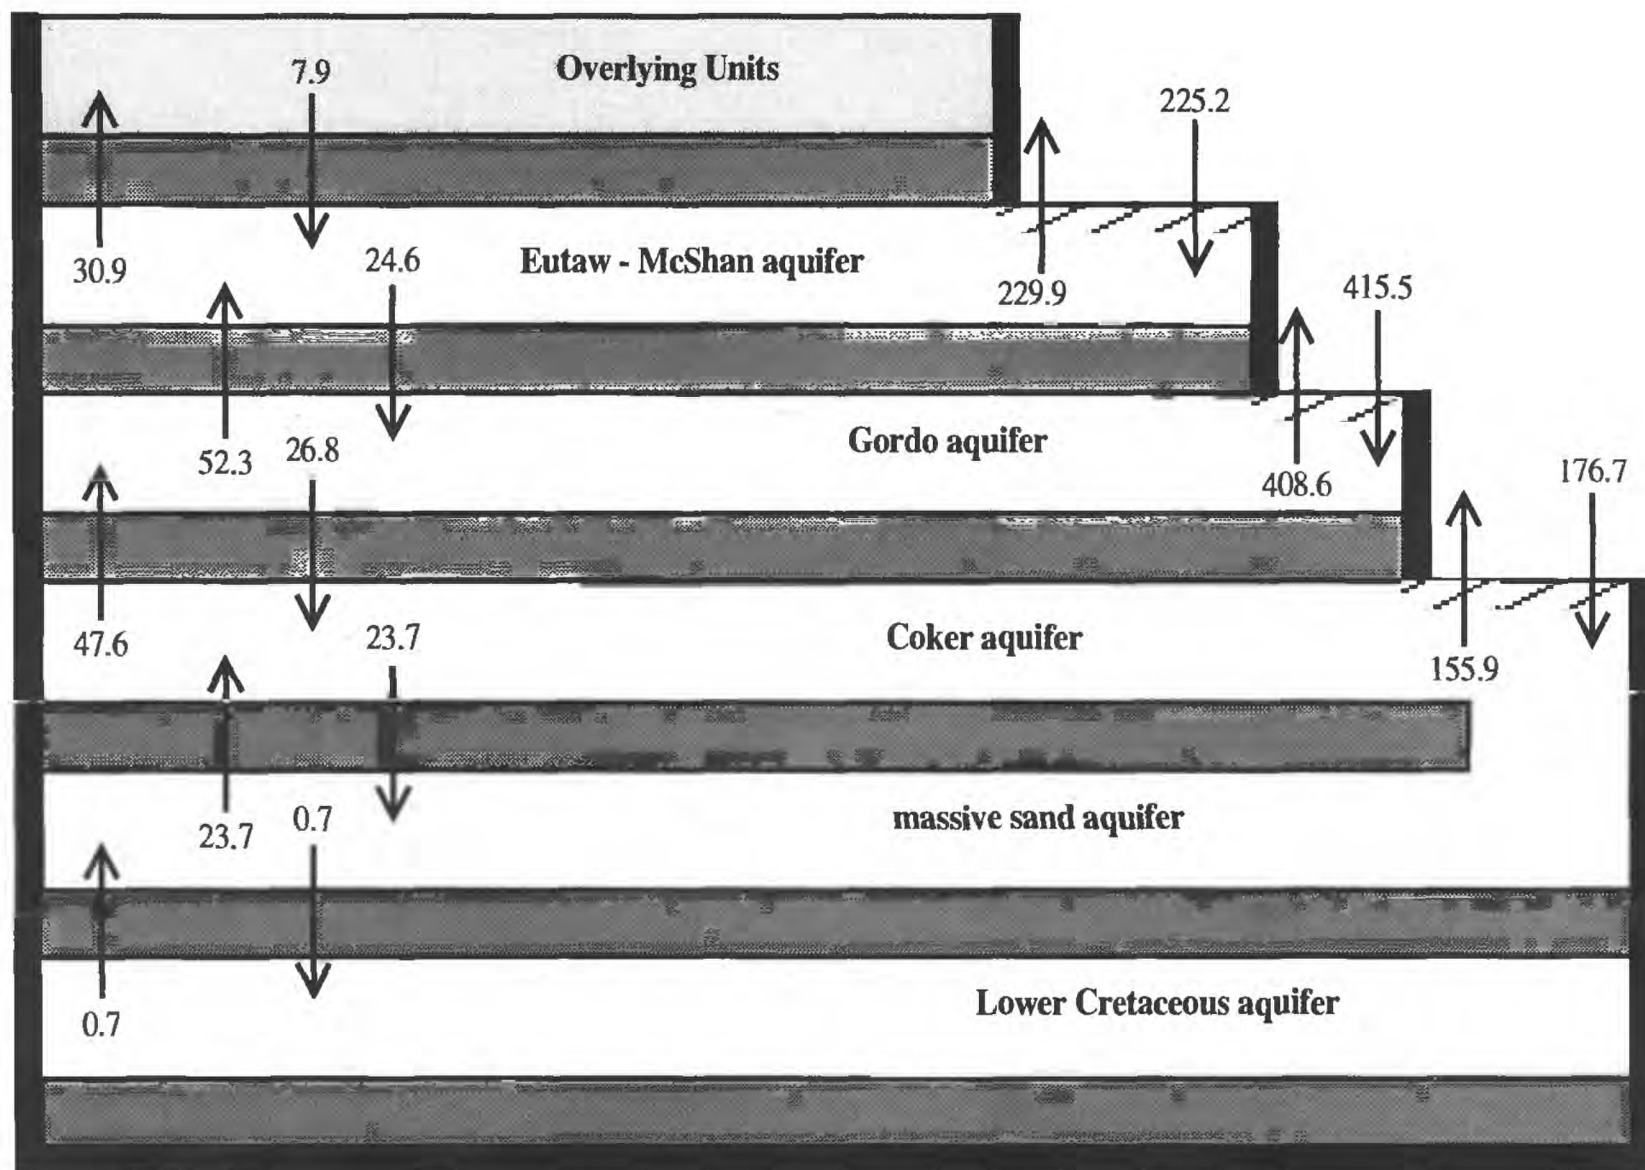 Overlying Units
7.9
225.2
30.9
Eutaw - McShan aquifer
24.6
229.9
415.5
52.3
26.8
Gordo aquifer
408.6
176.7
47.6
23.7
Coker aquifer
155.9
23.7
0.7
massive sand aquifer
0.7
Lower Cretaceous aquifer